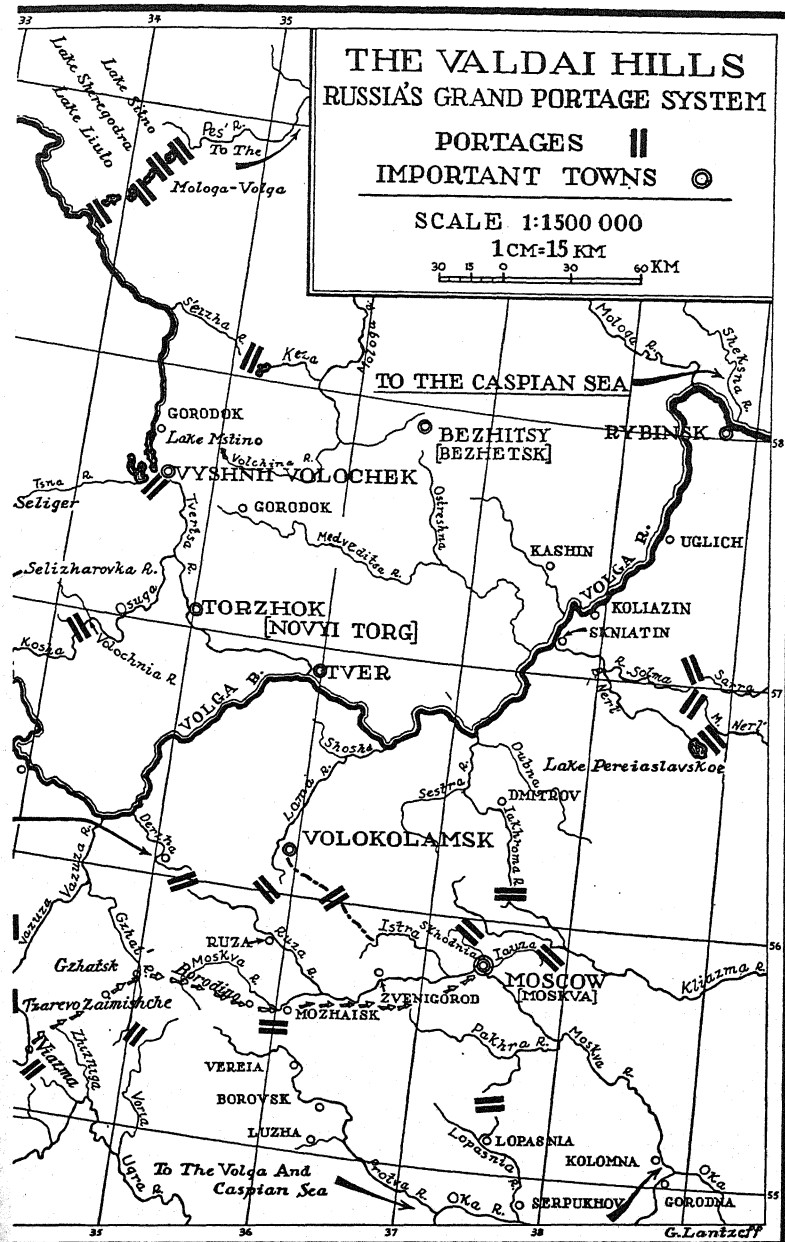 33
34
35
THE VALDAI HILLS
RUSSIA'S GRAND PORTAGE SYSTEM
PORTAGES
IMPORTANT TOWNS
SCALE 1:1500 000
1 CM=15 KM
30 15 0 30 60 KM
Lake Sitno
Lake Sheregodra
Lake Liuto
Pes' R.
To The
Mologa-Volga
Serzha R.
Keza
Mologa R.
Mologa R.
Sheksna R.
TO THE CASPIAN SEA
58
GORODOK
Lake Mstino
BEZHITSY
[BEZHETSK]
RYBINSK
Volchina R.
Tsna R.
VYSHNII VOLOCHEK
Seliger
GORODOK
Tvertsa R.
Ostreshna
Medveditsa R.
KASHIN
VOLGA R.
UGLICH
Selizharovka R.
Osuga
TORZHOK
[NOVYI TORG]
KOLIAZIN
SKNIATIN
Kosha
Volochnia R
TVER
R. Solma
Sarra
57
Nerl'
M. Nerl'
VOLGA R.
Shosha
Lake Pereiaslavskoe
Lama R.
Dubna
Sestra R.
DMITROV
Iakhroma R.
Derzha
VOLOKOLAMSK
Vazuza R.
Vazuza
56
Gzhat' R.
RUZA
Ruza R.
Istra
Skhodnia
Iauza
Moskva R.
Gzhatsk
Borodino
MOSCOW
[MOSKVA]
Kliazma R.
Tzarevo Zaimishche
MOZHAISK
ZVENIGOROD
Viazma
Zhizniga
Pakhra R.
Moskva R.
VEREIA
Voria
BOROVSK
LUZHA
LOPASNIA
Lopasnia R.
KOLOMNA
OKA
Ugra R.
To The Volga And
Caspian Sea
Protva R.
OKA R.
SERPUKHOV
GORODNA
55
35
36
37
38
G. Lantzeff